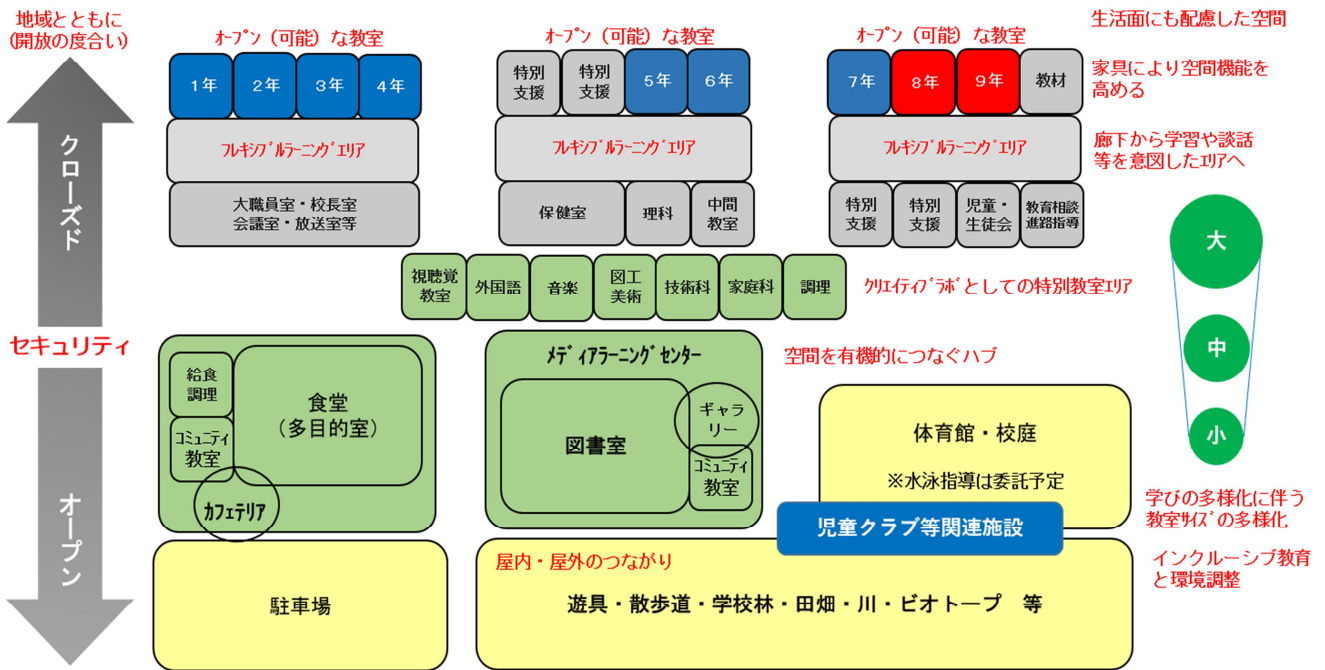 地域とともに
(開放の度合い)
オープン（可能）な教室
オープン（可能）な教室
オープン（可能）な教室
生活面にも配慮した空間
1年
2年
3年
4年
特別
支援
特別
支援
5年
6年
7年
8年
9年
教材
家具により空間機能を
高める
フレキシブルラーニングエリア
フレキシブルラーニングエリア
フレキシブルラーニングエリア
廊下から学習や談話
等を意図したエリアへ
クローズド
大職員室・校長室
会議室・放送室等
保健室
理科
中間
教室
特別
支援
特別
支援
児童・
生徒会
教育相談
進路指導
視聴覚
教室
外国語
音楽
図工
美術
技術科
家庭科
調理
クリエイティブラボとしての特別教室エリア
大
中
小
セキュリティ
給食
調理
食堂
（多目的室）
コミュニティ
教室
カフェテリア
メディアラーニングセンター
図書室
ギャラ
リー
コミュニティ
教室
空間を有機的につなぐハブ
体育館・校庭
※水泳指導は委託予定
児童クラブ等関連施設
学びの多様化に伴う
教室サイズの多様化
オープン
駐車場
屋内・屋外のつながり
遊具・散歩道・学校林・田畑・川・ビオトープ　等
インクルーシブ教育
と環境調整